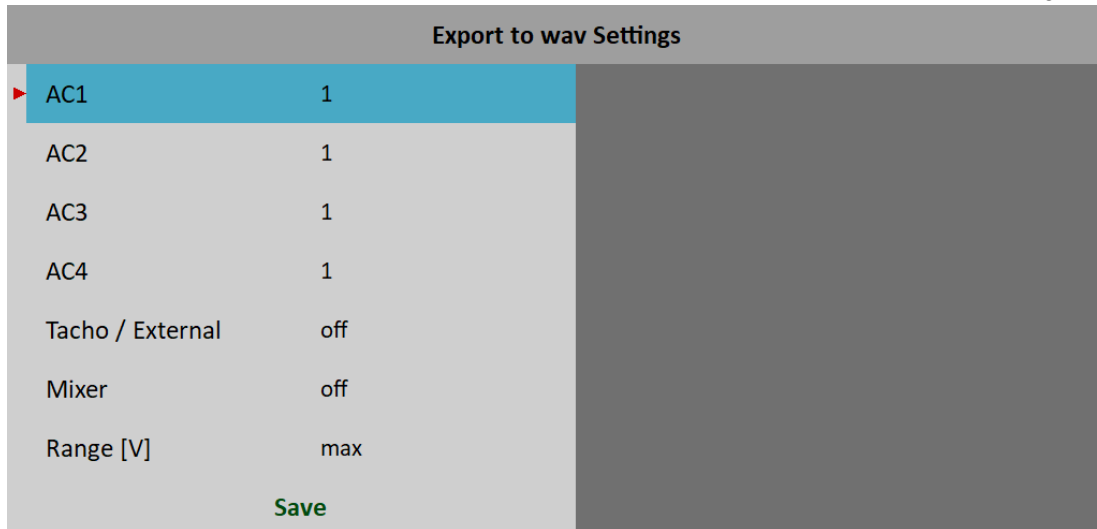 Export to wav Settings
AC1 1
AC2 1
AC3 1
AC4 1
Tacho / External off
Mixer off
Range [V] max
Save